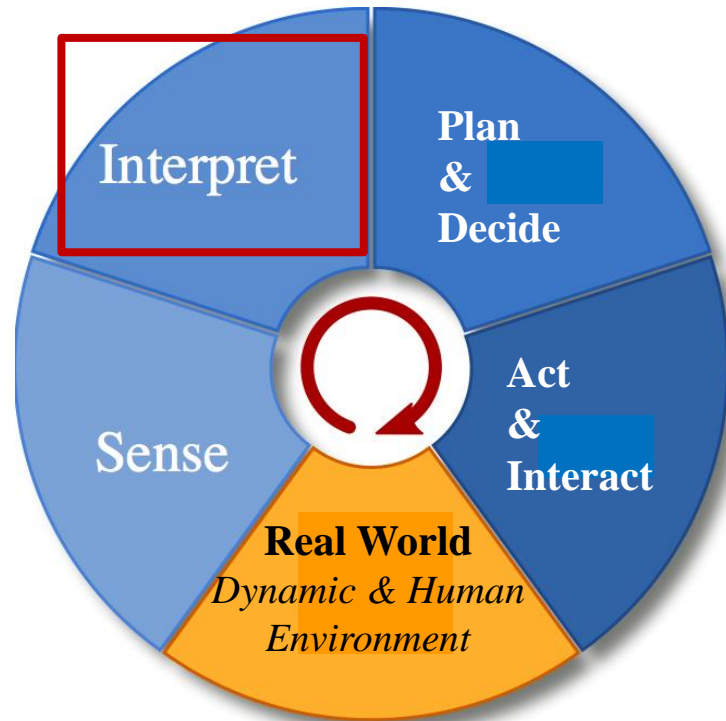 Interpret
Plan
&
Decide
Sense
Act
&
Interact
Real World
Dynamic & Human
Environment